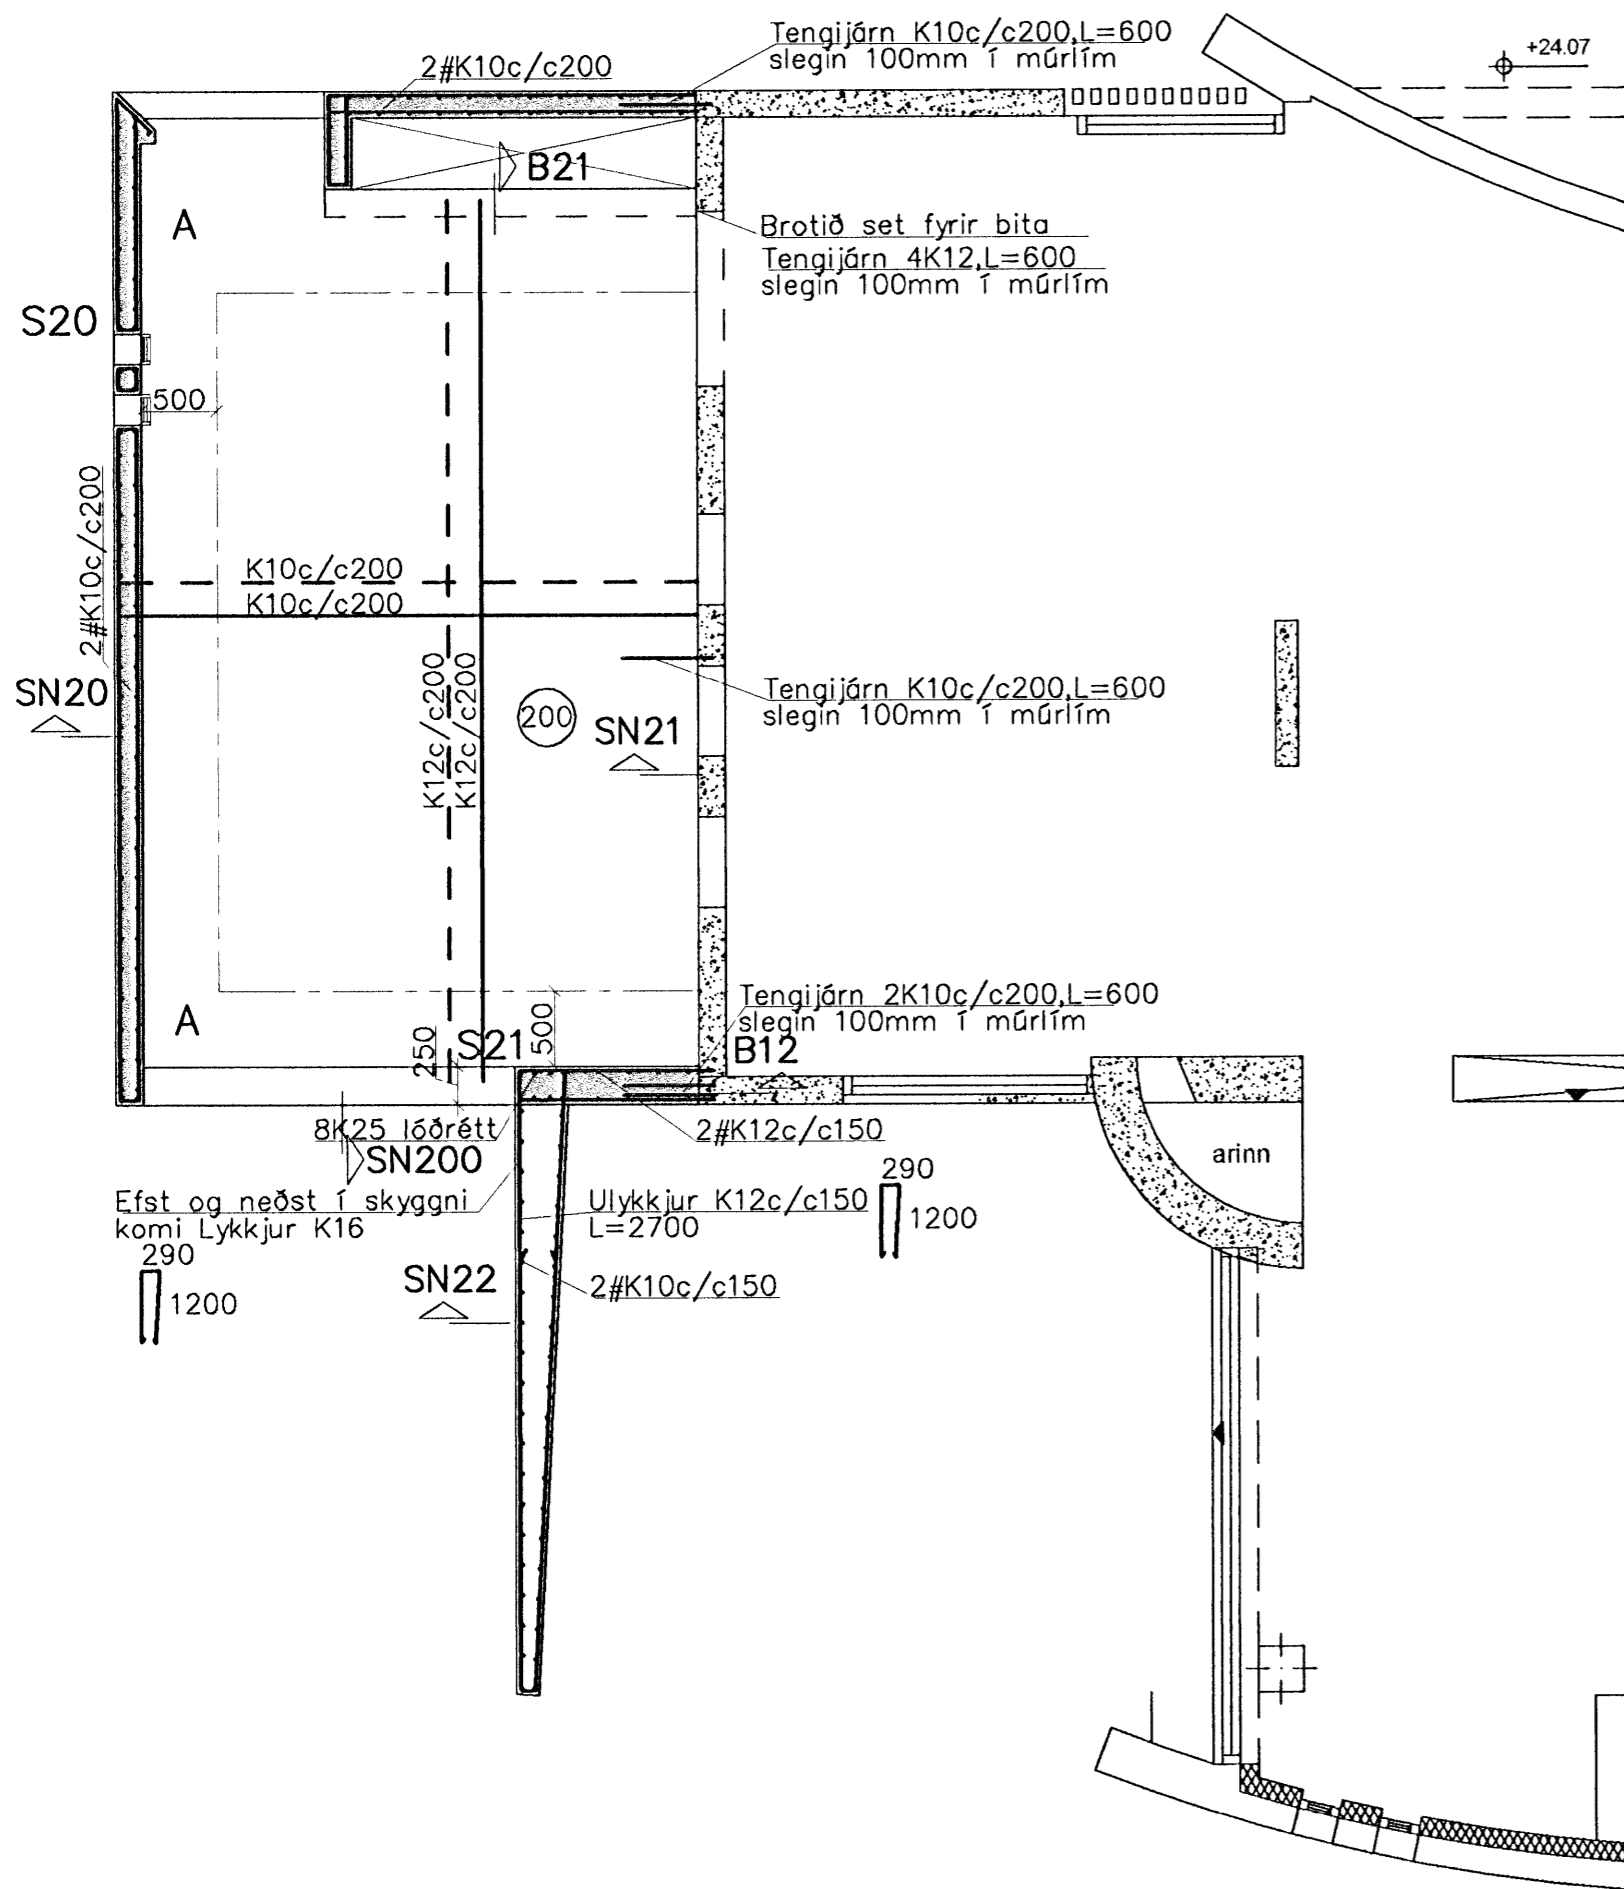 Tengijárn K10c/c200,L=600
slegin 100mm í múrlím
+24.07
2#K10c/c200
B21
A
Brotið set fyrir bita
Tengijárn 4K12,L=600
slegin 100mm í múrlím
S20
500
2#K10c/c200
K10c/c200
K10c/c200
K12c/c200
K12c/c200
SN20
200
SN21
Tengijárn K10c/c200,L=600
slegin 100mm í múrlím
A
250
S21
500
Tengijárn 2K10c/c200,L=600
slegin 100mm í múrlím
B12
8K25 lóðrétt
SN200
2#K12c/c150
arinn
Efst og neðst í skyggni
komi Lykkjur K16
290
1200
Ulykkjur K12c/c150
L=2700
290
1200
SN22
2#K10c/c150